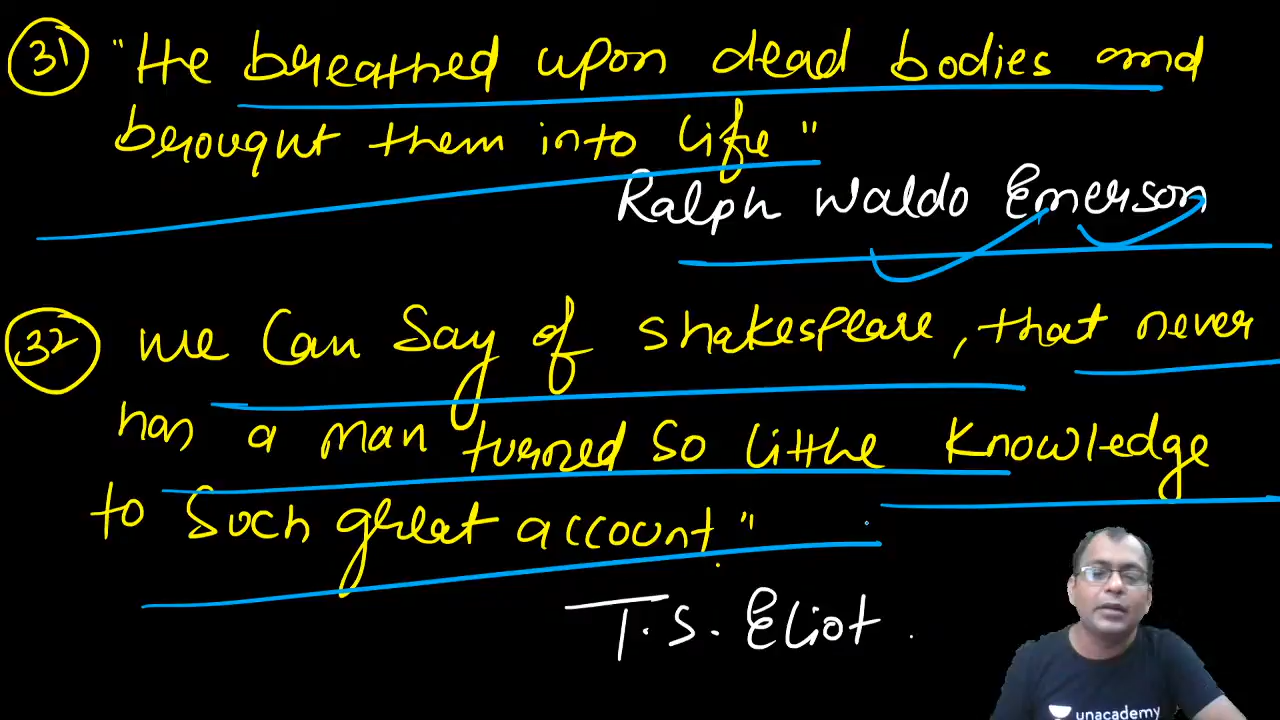 31 "He breathed upon dead bodies and
brought them into life"
Ralph Waldo Emerson
32 we Can Say of Shakespeare, that never
has a man turned so little knowledge
to Such great account"
T.S. Eliot
unacademy